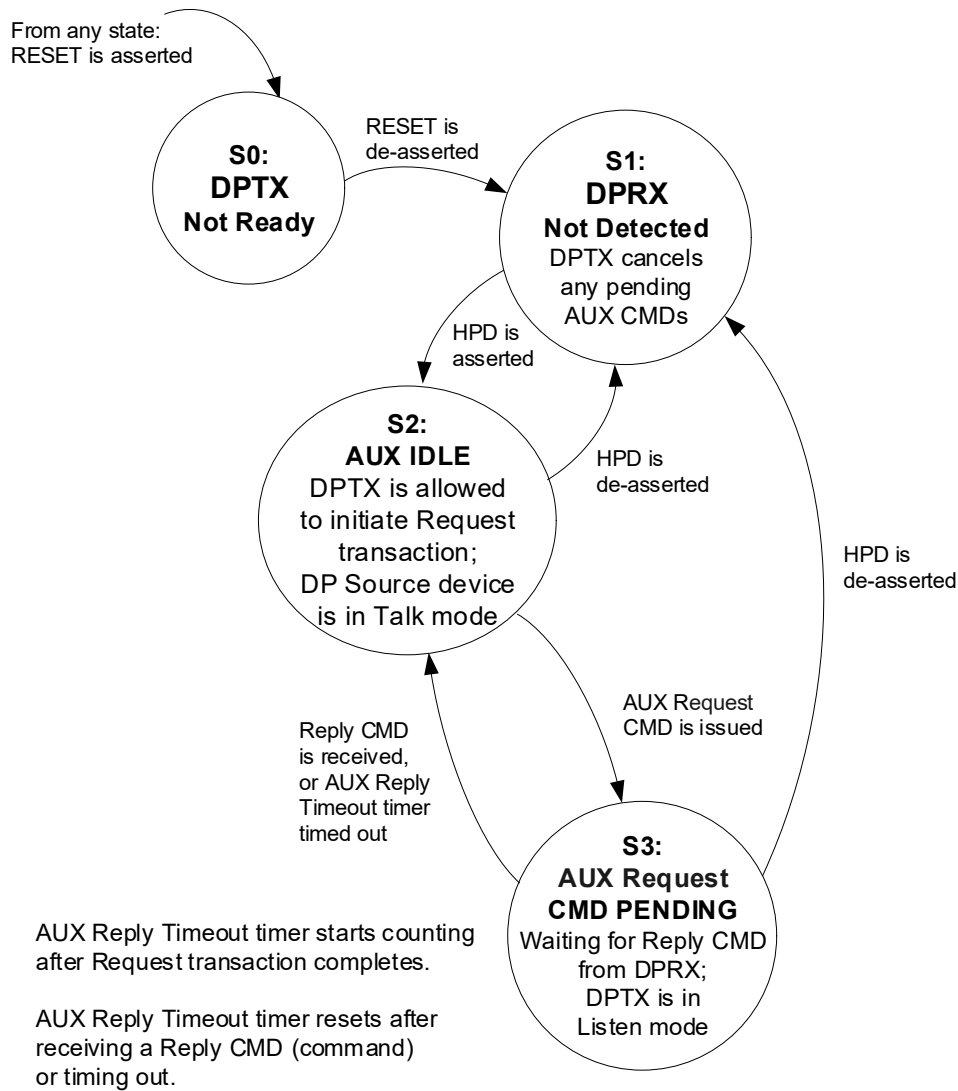 From any state:
RESET is asserted
RESET is
de-asserted
S0:
DPTX
Not Ready
S1:
DPRX
Not Detected
DPTX cancels
any pending
AUX CMDs
HPD is
asserted
S2:
AUX IDLE
DPTX is allowed
to initiate Request
transaction;
DP Source device
is in Talk mode
HPD is
de-asserted
HPD is
de-asserted
AUX Request
CMD is issued
Reply CMD
is received,
or AUX Reply
Timeout timer
timed out
S3:
AUX Request
CMD PENDING
Waiting for Reply CMD
from DPRX;
DPTX is in
Listen mode
AUX Reply Timeout timer starts counting
after Request transaction completes.
AUX Reply Timeout timer resets after
receiving a Reply CMD (command)
or timing out.